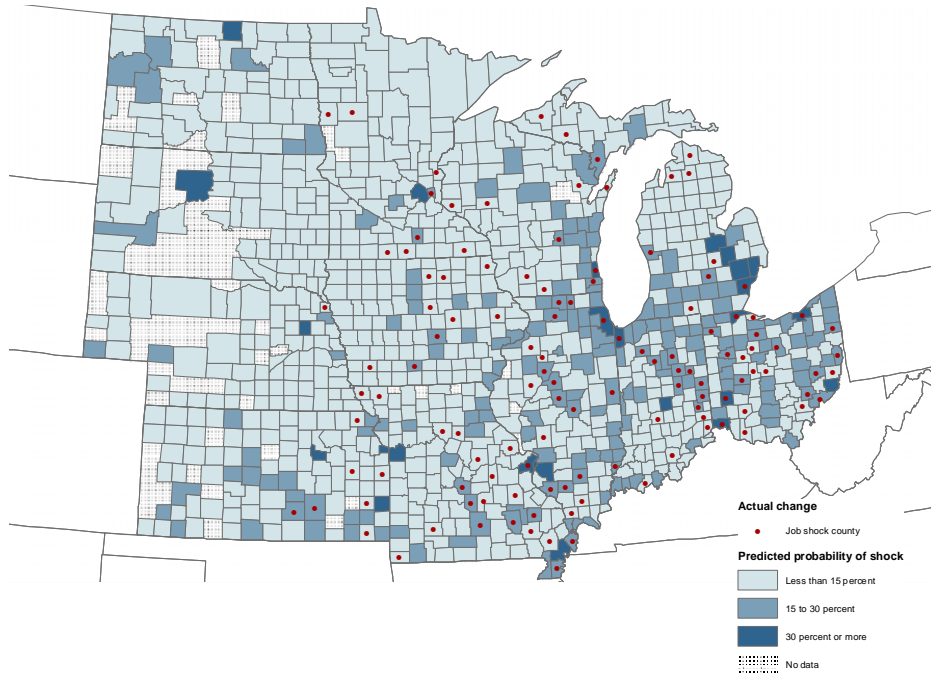 Actual change
Job shock county
Predicted probability of shock
Less than 15 percent
15 to 30 percent
30 percent or more
No data